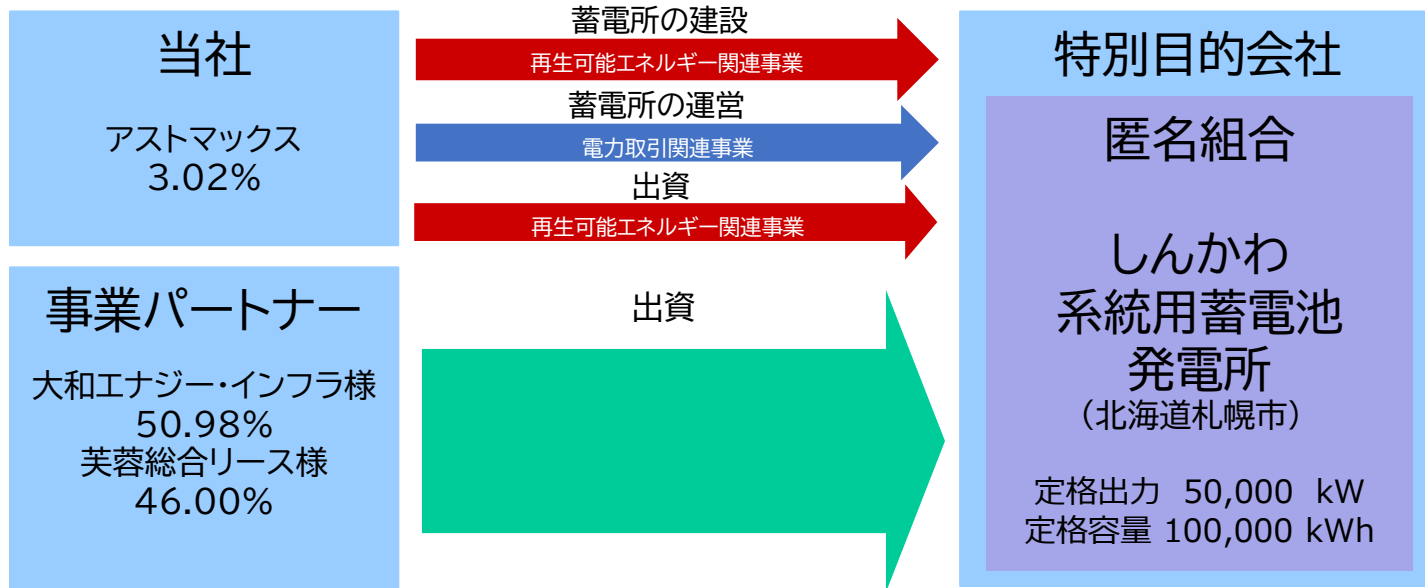 当社
アストマックス
3.02%
蓄電所の建設
再生可能エネルギー関連事業
蓄電所の運営
電力取引関連事業
出資
再生可能エネルギー関連事業
事業パートナー
大和エナジー・インフラ様
50.98%
芙蓉総合リース様
46.00%
出資
特別目的会社
匿名組合
しんかわ
系統用蓄電池
発電所
（北海道札幌市）
定格出力 50,000 kW
定格容量 100,000 kWh